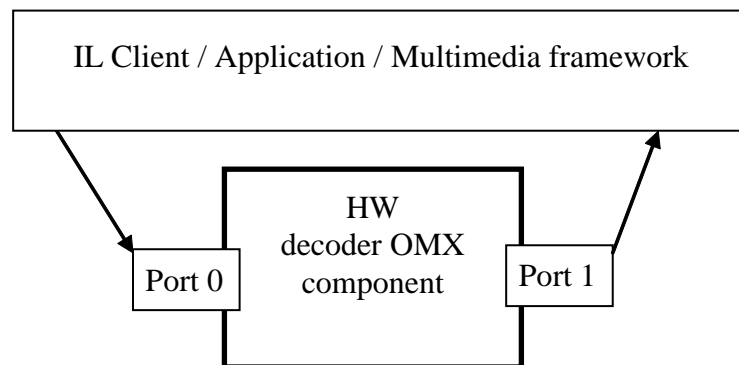 IL Client / Application / Multimedia framework
HW
decoder OMX
component
Port 0
Port 1